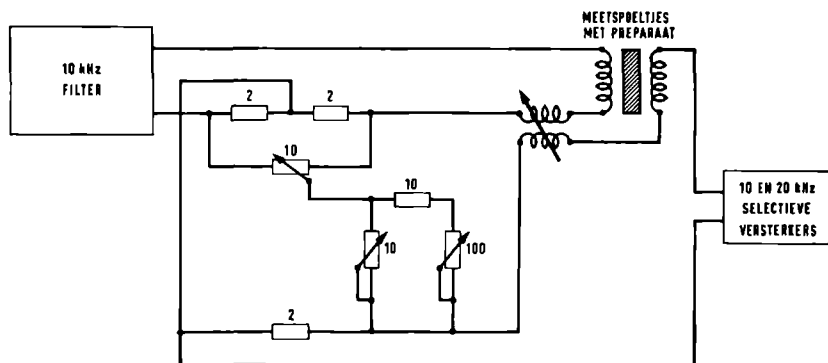 MEETSPOELTJES
MET PREPARAAT
10 kHz
FILTER
2
2
10
10
10
100
2
10 EN 20 kHz
SELECTIEVE
VERSTERKERS